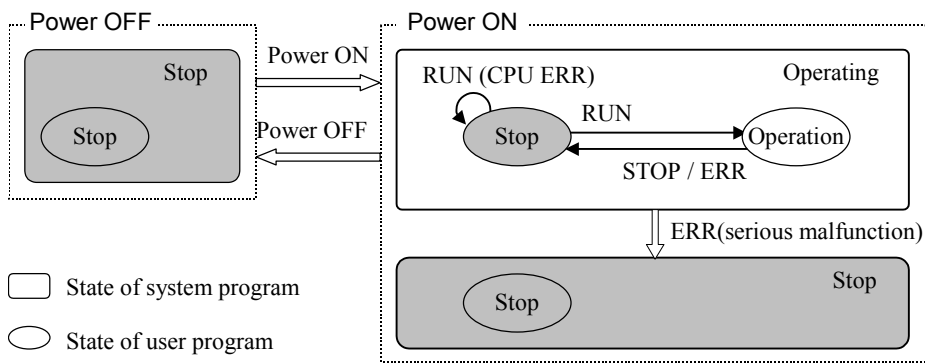 Power OFF
Stop
Stop
Power ON
Power OFF
Power ON
Operating
RUN (CPU ERR)
Stop
RUN
Operation
STOP / ERR
ERR(serious malfunction)
Stop
Stop
State of system program
State of user program